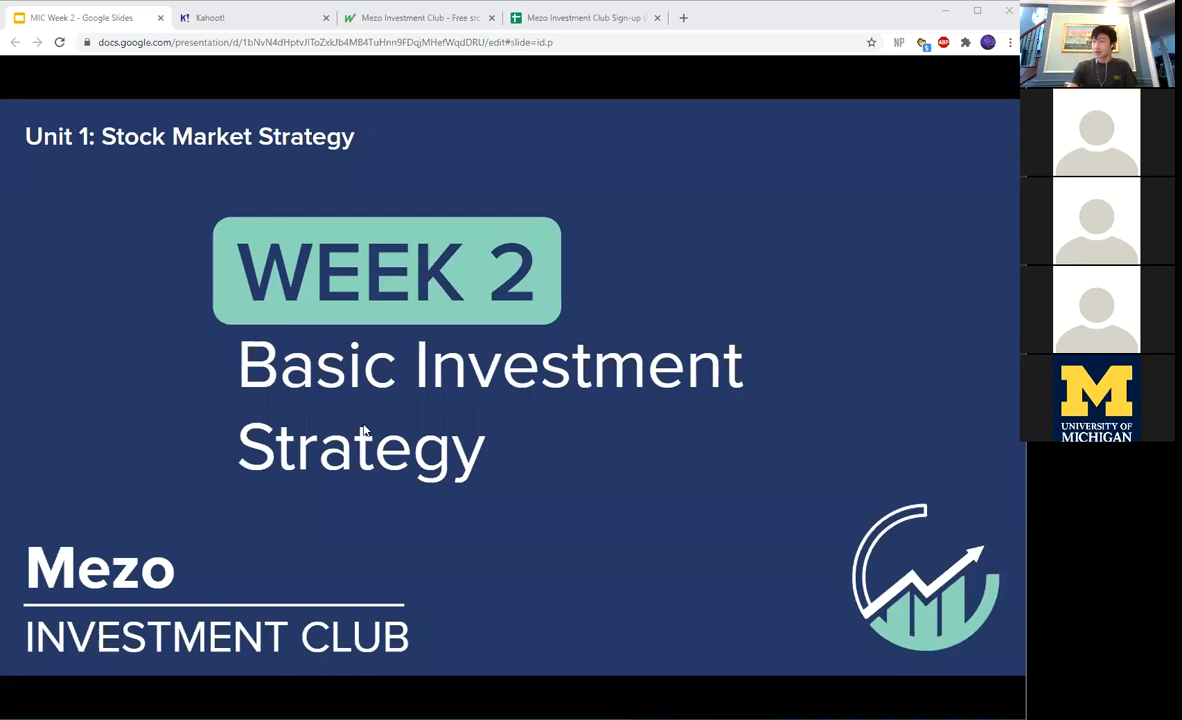 MIC Week 2 - Google Slides
Kahoot!
Mezo Investment Club - Free st
Mezo Investment Club Sign-up
docs.google.com/presentation/d/1bNvN4dHptvJlToZxkJb4MB4TuHnn9FDqjMHefWqdDRU/edit#slide=id.p
NP
ABP
Unit 1: Stock Market Strategy
WEEK 2
Basic Investment
Strategy
Mezo
INVESTMENT CLUB
M
UNIVERSITY OF
MICHIGAN